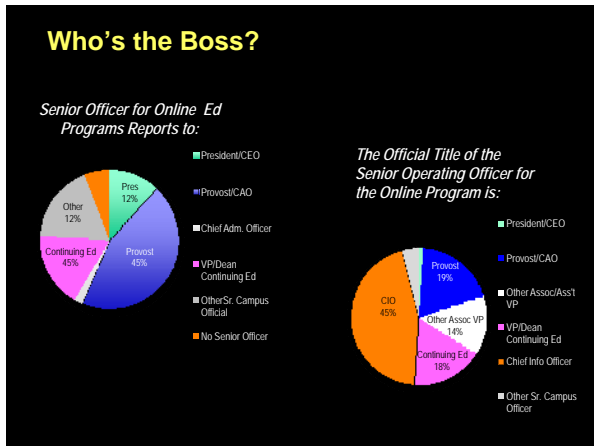 Who's the Boss?
Senior Officer for Online Ed
Programs Reports to:
Pres
12%
Provost
45%
Continuing Ed
45%
Other
12%
President/CEO
Provost/CAO
Chief Adm. Officer
VP/Dean
Continuing Ed
OtherSr. Campus
Official
No Senior Officer
The Official Title of the
Senior Operating Officer for
the Online Program is:
Provost
19%
Other Assoc VP
14%
Continuing Ed
18%
CIO
45%
President/CEO
Provost/CAO
Other Assoc/Ass't
VP
VP/Dean
Continuing Ed
Chief Info Officer
Other Sr. Campus
Officer